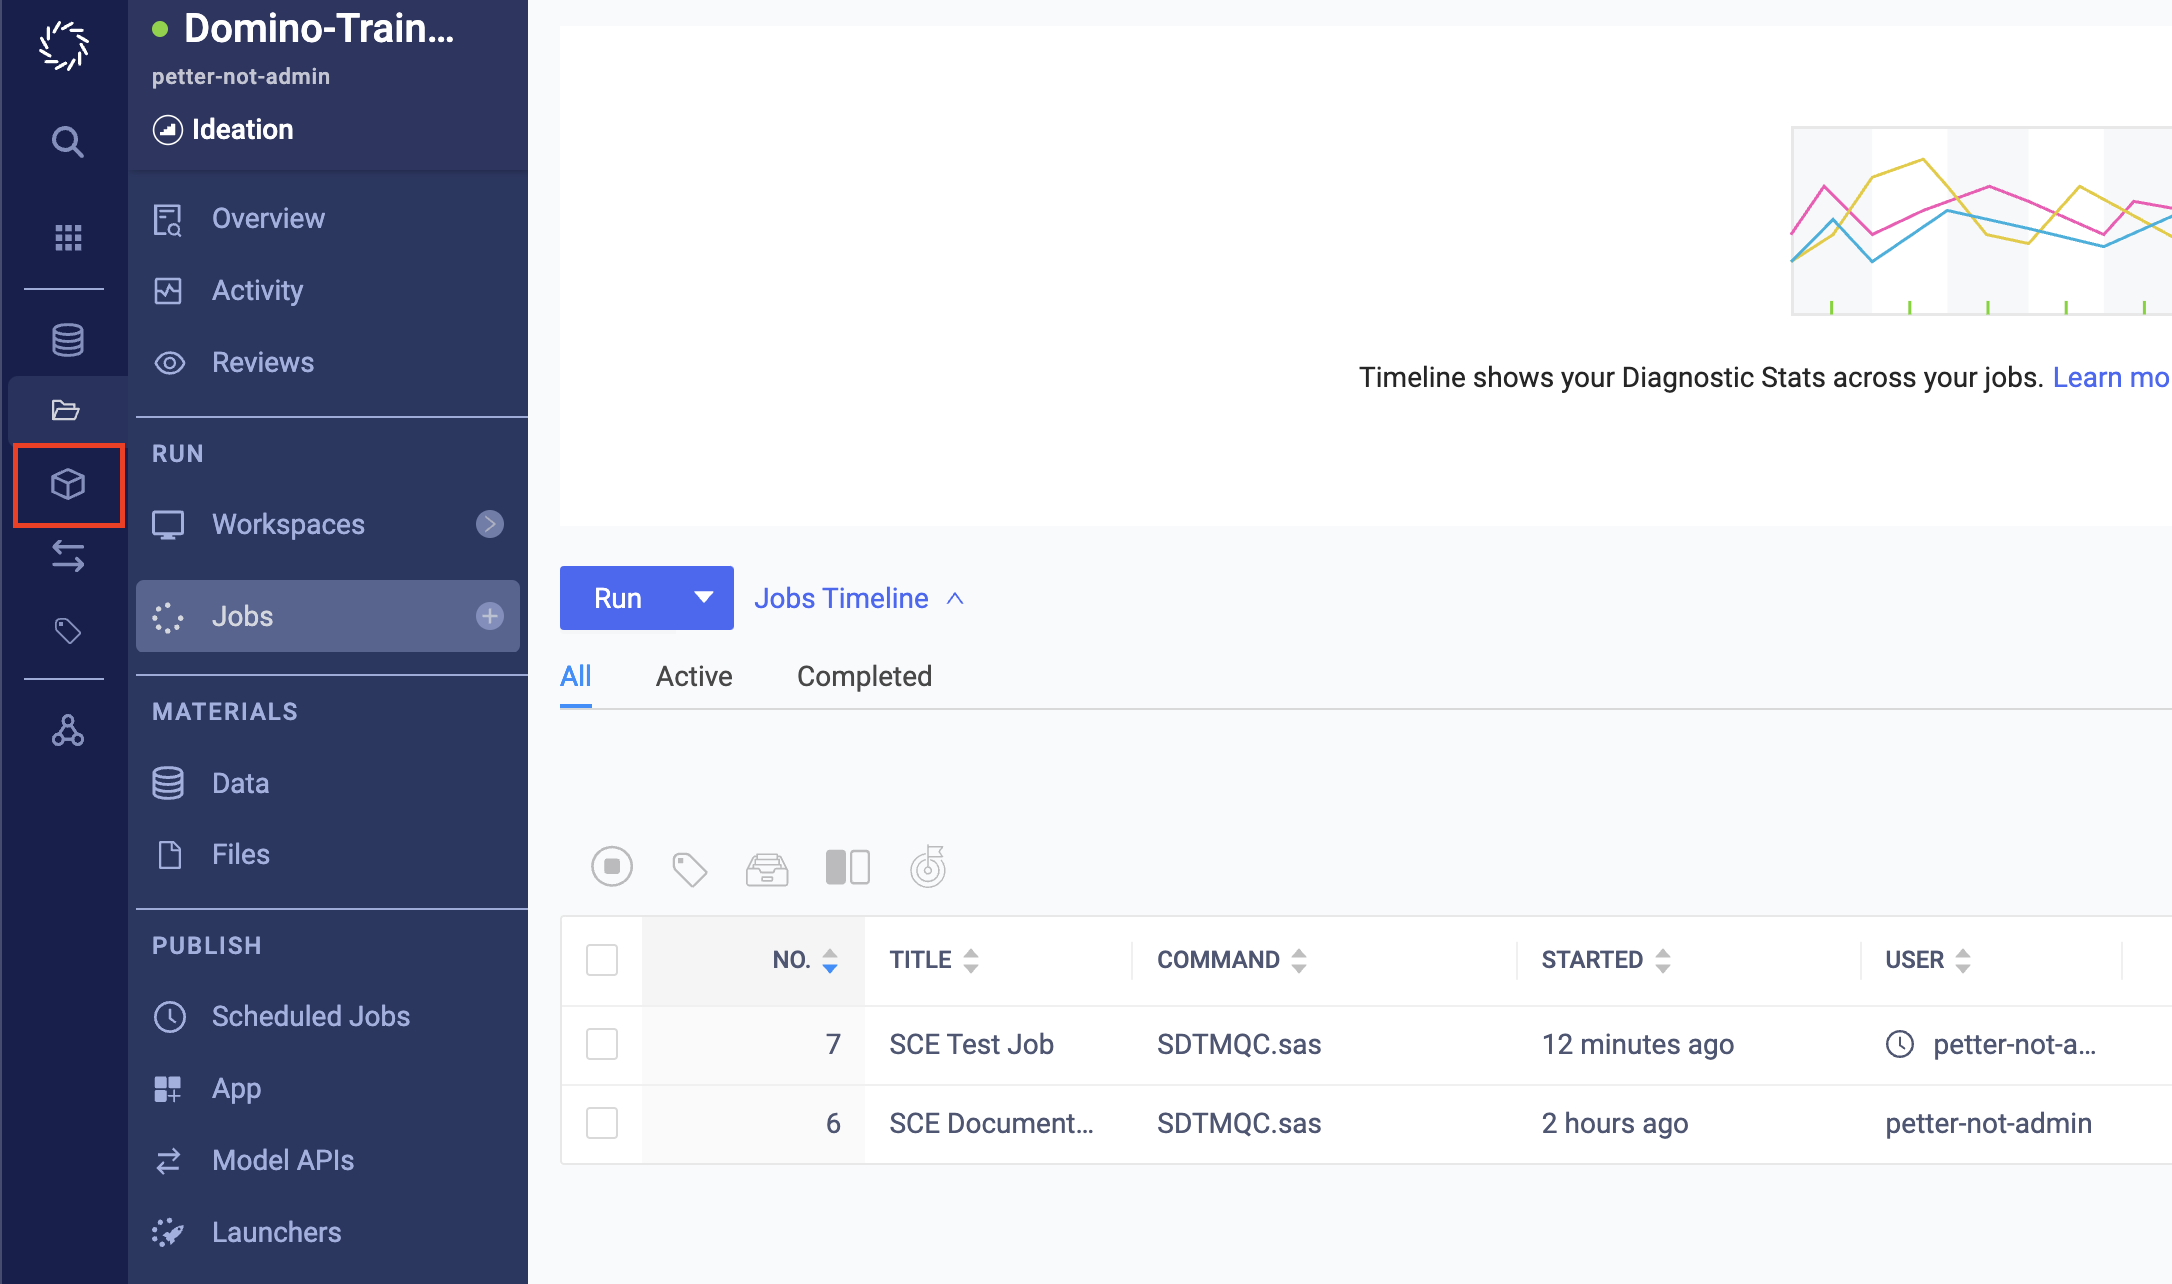 Domino-Train...
petter-not-admin
Ideation
Overview
Activity
Reviews
RUN
Workspaces
Jobs
MATERIALS
Data
Files
PUBLISH
Scheduled Jobs
App
Model APIs
Launchers
Timeline shows your Diagnostic Stats across your jobs. Learn mo
Run
Jobs Timeline
All Active Completed
NO. TITLE COMMAND STARTED USER
7 SCE Test Job SDTMQC.sas 12 minutes ago petter-not-a...
6 SCE Document... SDTMQC.sas 2 hours ago petter-not-admin